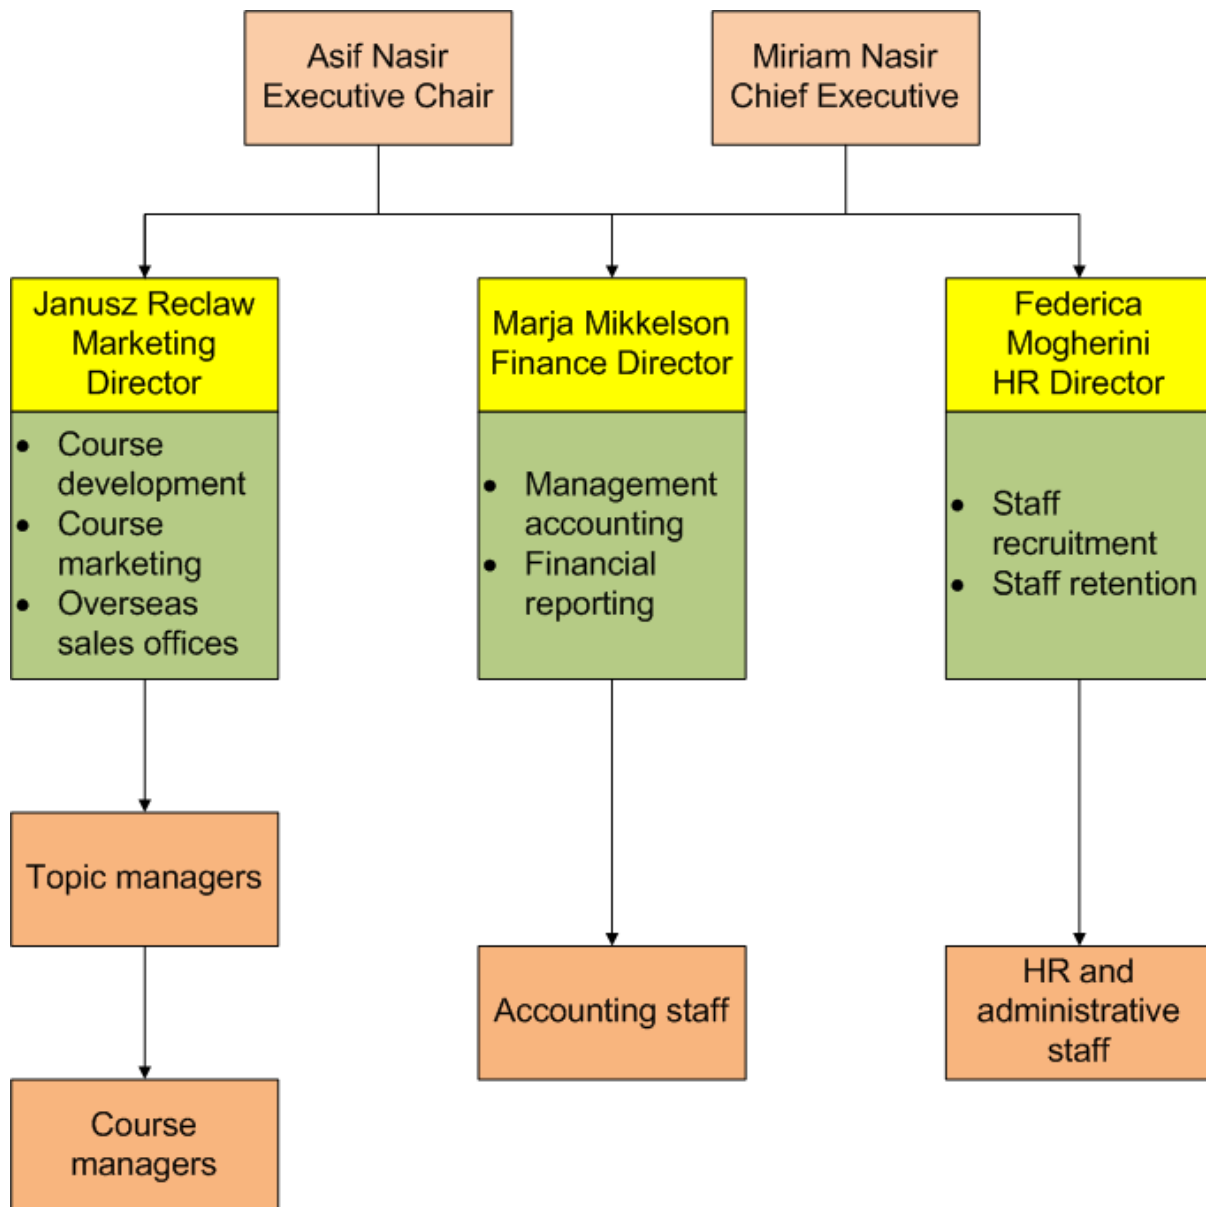 Asif Nasir
Executive Chair
Miriam Nasir
Chief Executive
Janusz Reclaw
Marketing
Director
• Course
development
• Course
marketing
• Overseas
sales offices
Topic managers
Course
managers
Marja Mikkelson
Finance Director
• Management
accounting
• Financial
reporting
Accounting staff
Federica
Mogherini
HR Director
• Staff
recruitment
• Staff retention
HR and
administrative
staff